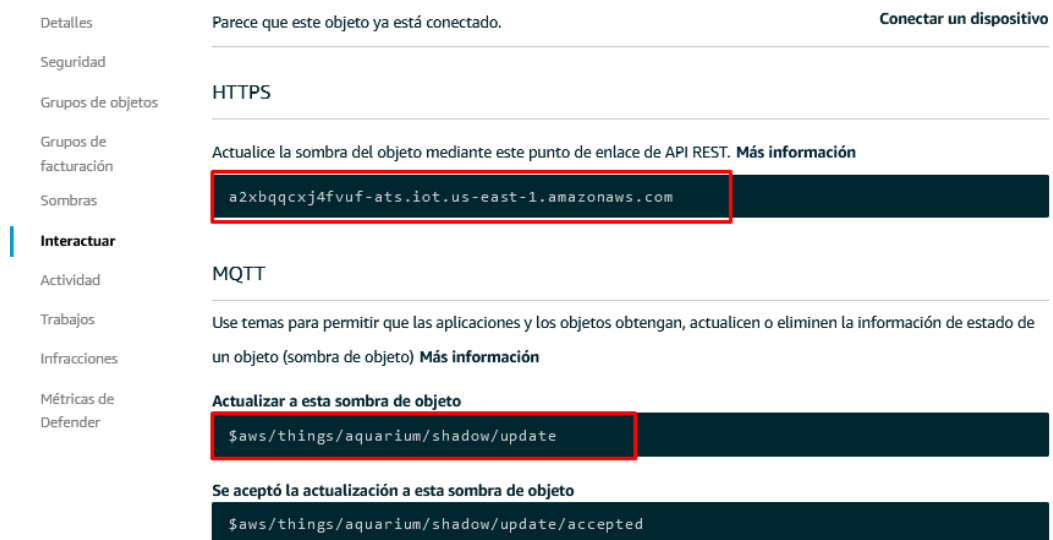 Detalles
Seguridad
Grupos de objetos
Grupos de
facturación
Sombras
Interactuar
Actividad
Trabajos
Infracciones
Métricas de
Defender
Parece que este objeto ya está conectado.
Conectar un dispositivo
HTTPS
Actualice la sombra del objeto mediante este punto de enlace de API REST. Más información
a2xbqqcxj4fvuf-ats.iot.us-east-1.amazonaws.com
MQTT
Use temas para permitir que las aplicaciones y los objetos obtengan, actualicen o eliminen la información de estado de
un objeto (sombra de objeto) Más información
Actualizar a esta sombra de objeto
$aws/things/aquarium/shadow/update
Se aceptó la actualización a esta sombra de objeto
$aws/things/aquarium/shadow/update/accepted